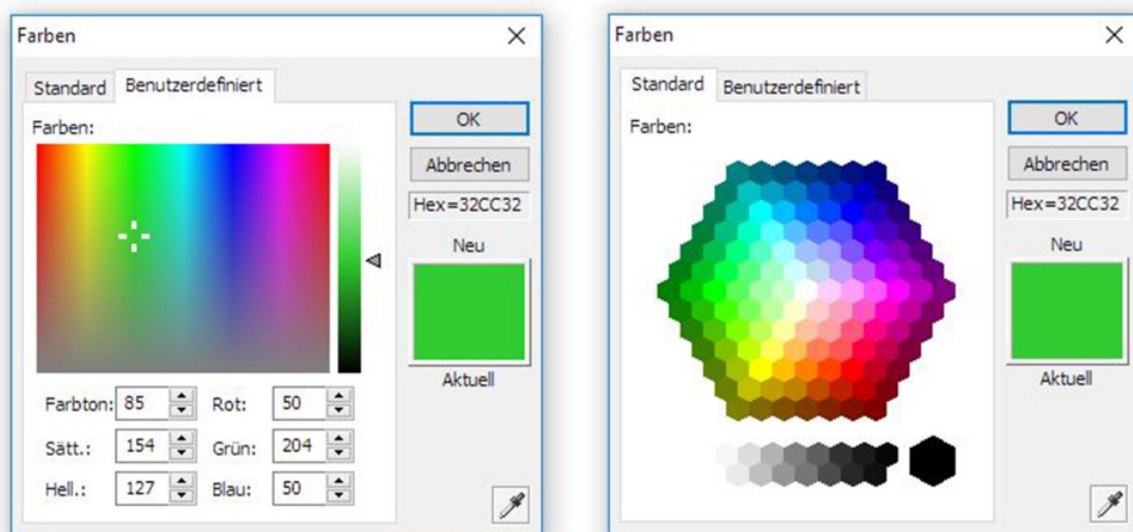 Farben
Standard
Benutzerdefiniert
Farben:
OK
Abbrechen
Hex=32CC32
Neu
Aktuell
Farbton: 85
Rot: 50
Sätt.: 154
Grün: 204
Hell.: 127
Blau: 50
Farben
Standard
Benutzerdefiniert
Farben:
OK
Abbrechen
Hex=32CC32
Neu
Aktuell